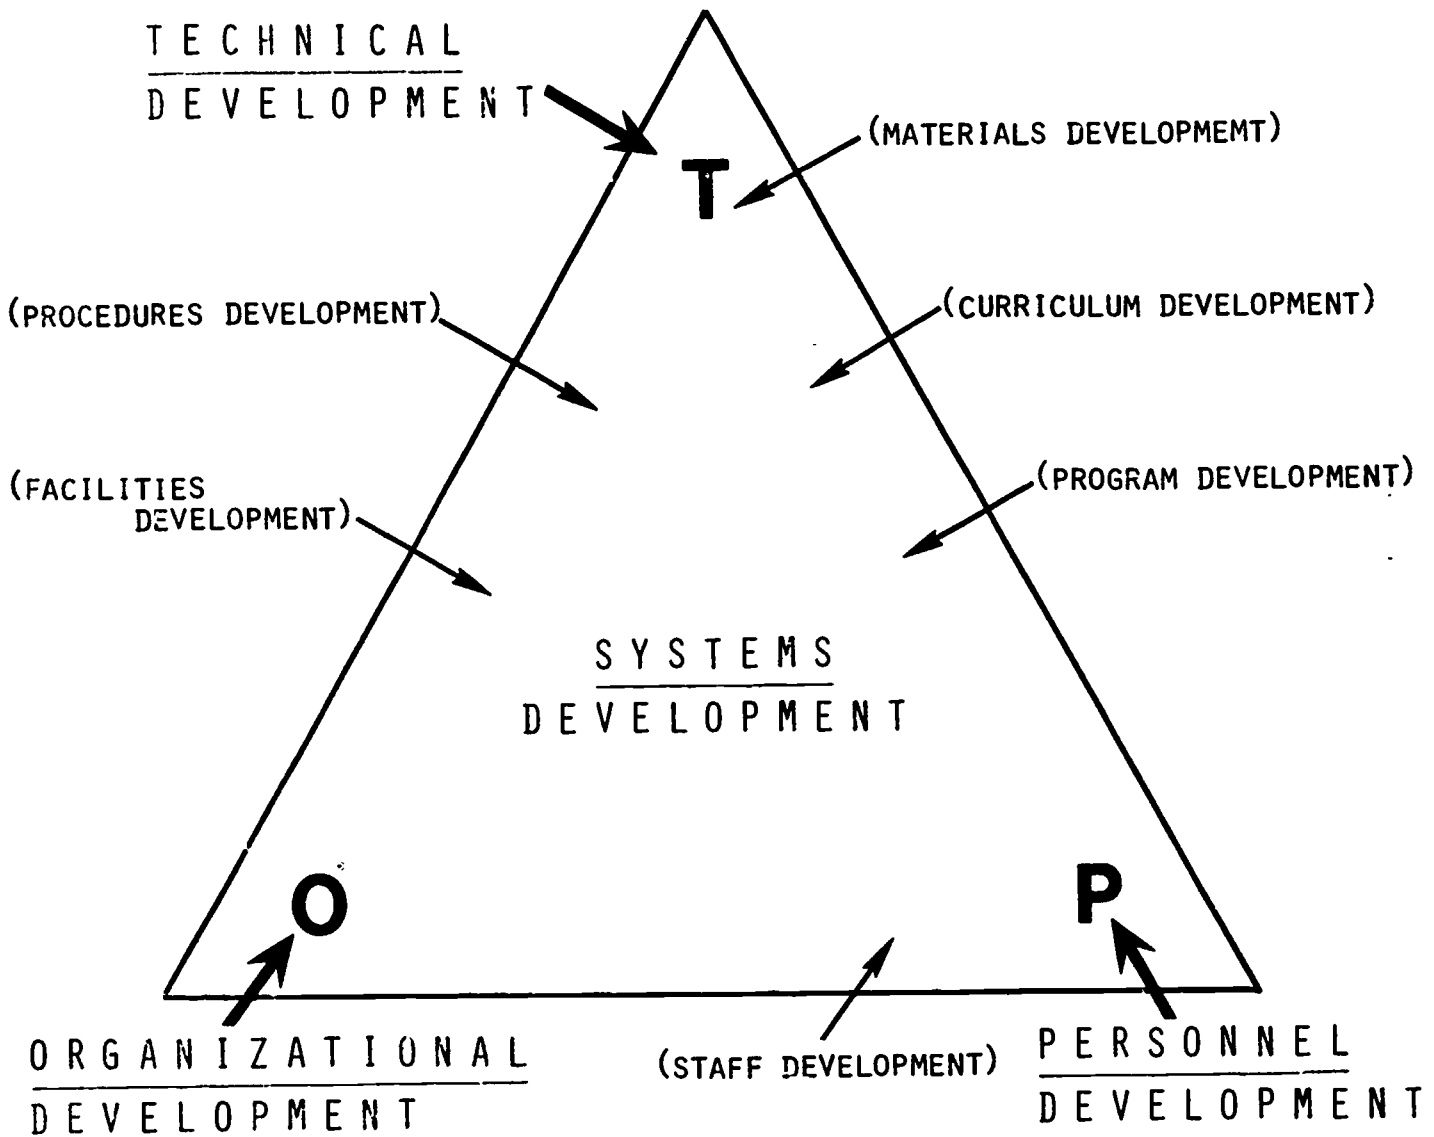 TECHNICAL
DEVELOPMENT
(MATERIALS DEVELOPMEMT)
T
(PROCEDURES DEVELOPMENT)
(CURRICULUM DEVELOPMENT)
(FACILITIES
DEVELOPMENT)
(PROGRAM DEVELOPMENT)
SYSTEMS
DEVELOPMENT
O
P
ORGANIZATIONAL
DEVELOPMENT
(STAFF DEVELOPMENT)
PERSONNEL
DEVELOPMENT